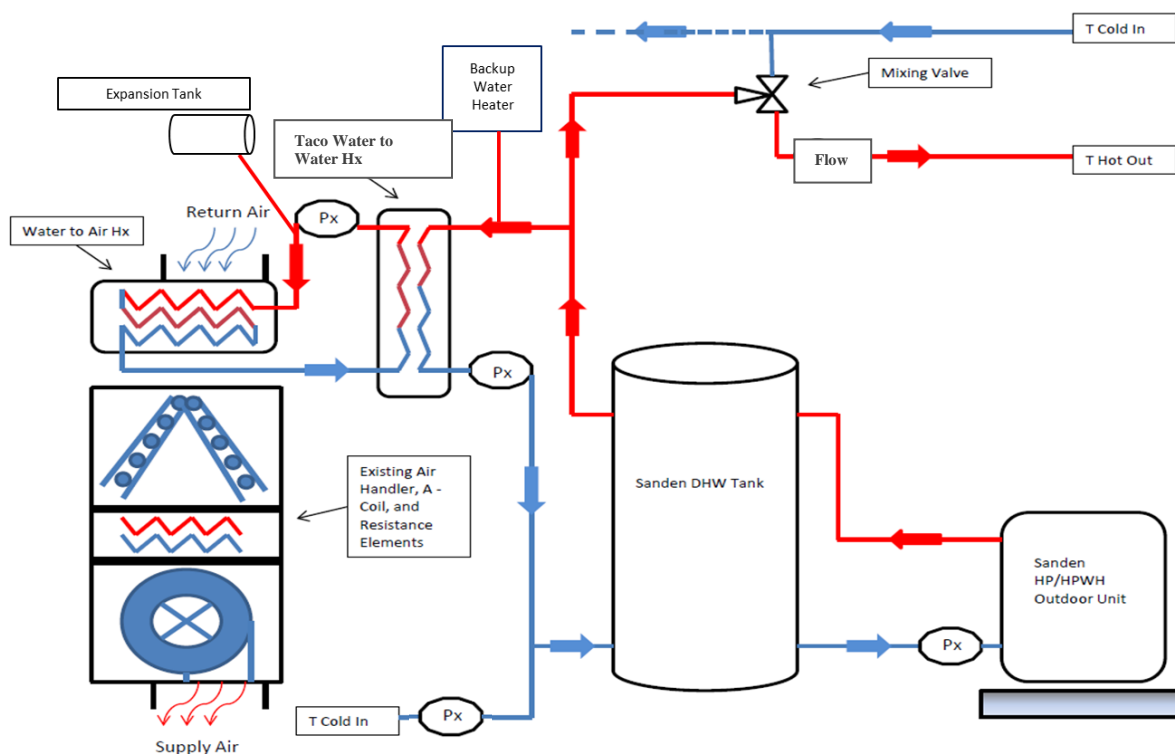 T Cold In
Mixing Valve
Backup
Water
Heater
Expansion Tank
Taco Water to
Water Hx
Flow
T Hot Out
Return Air
Px
Water to Air Hx
Px
Existing Air
Handler, A -
Coil, and
Resistance
Elements
Sanden DHW Tank
Sanden
HP/HPWH
Outdoor Unit
Px
T Cold In
Px
Supply Air